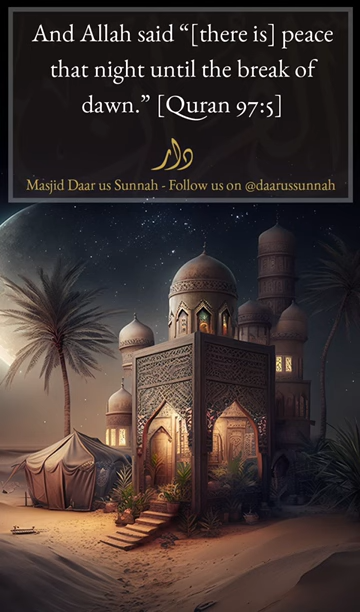 And Allah said “[there is] peace
that night until the break of
dawn.” [Quran 97:5]
دار
Masjid Daar us Sunnah - Follow us on @daarussunnah